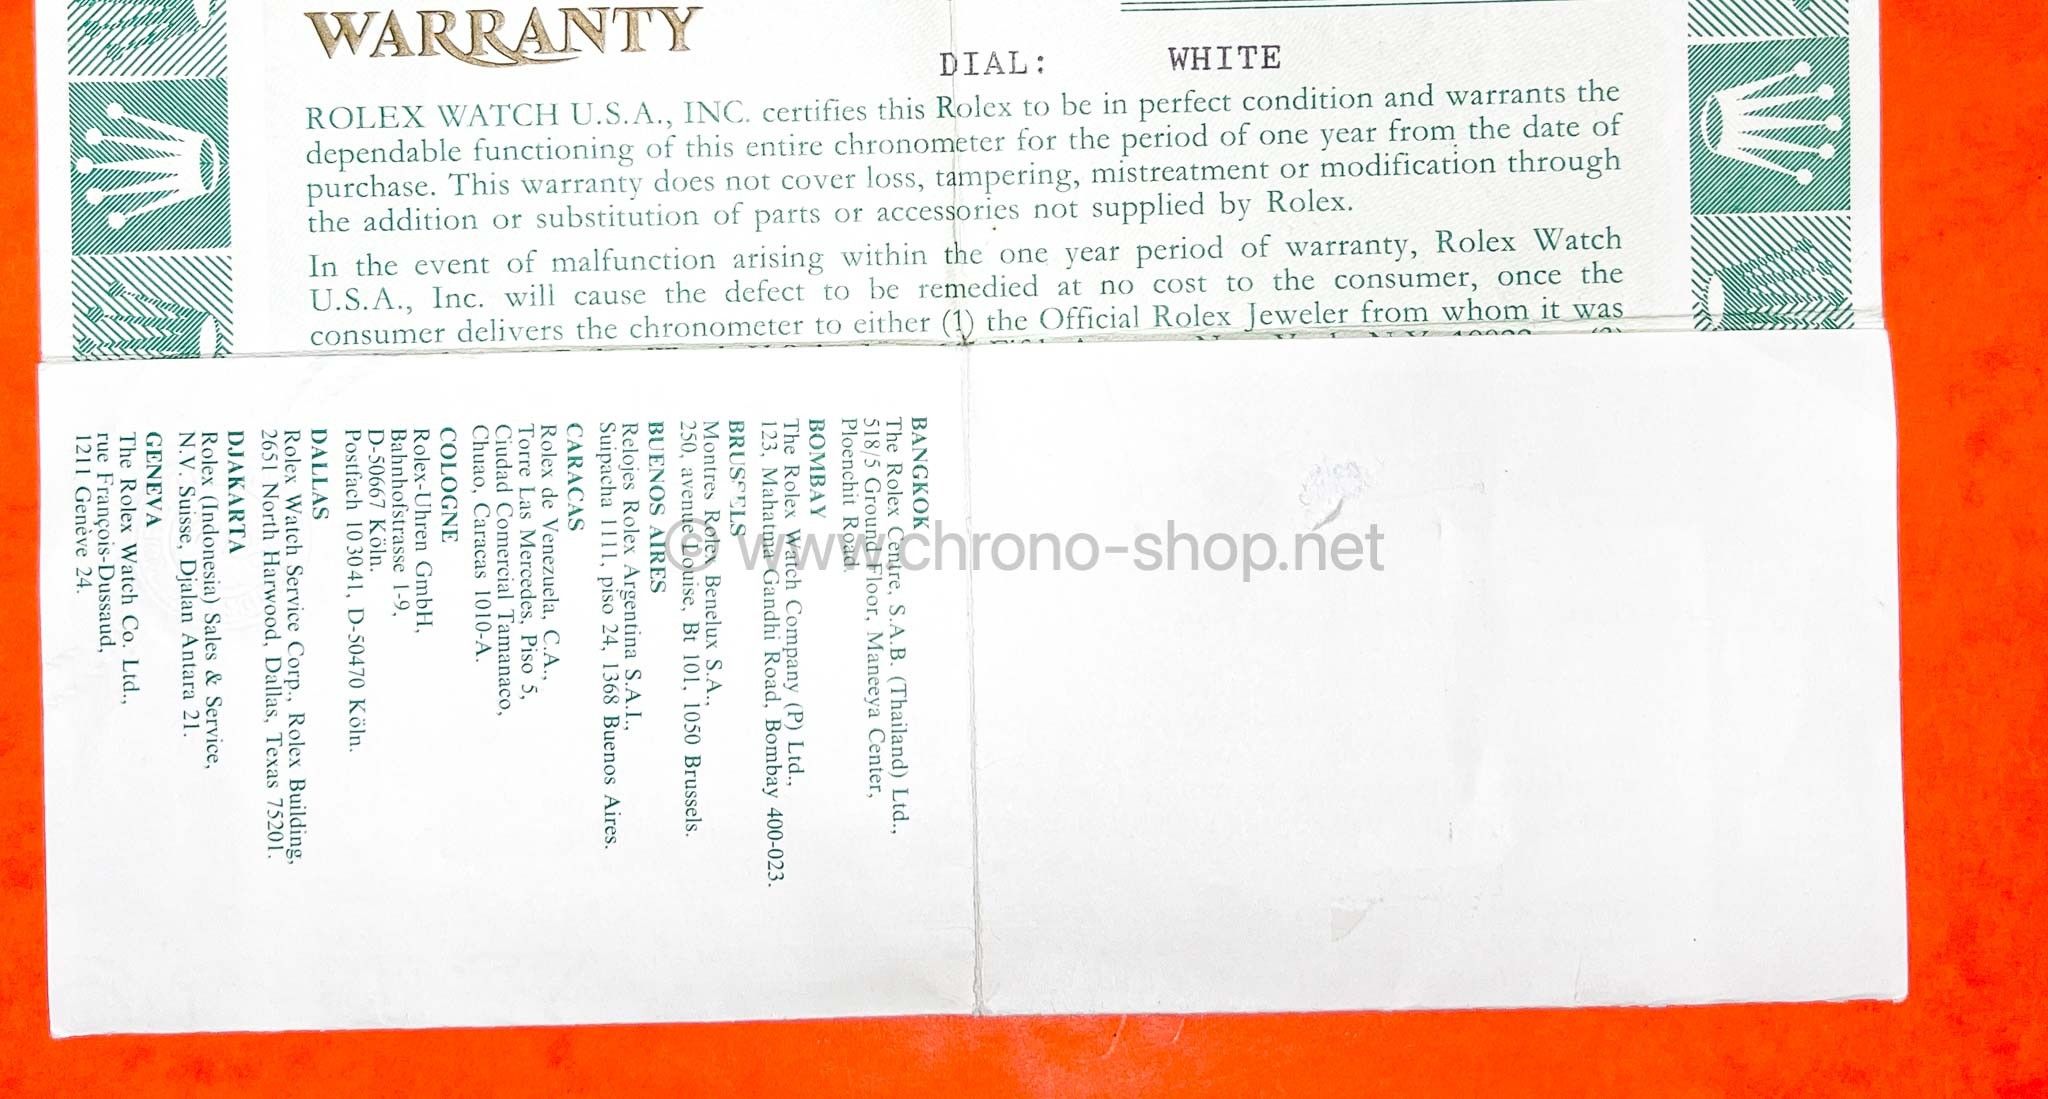 WARRANTY
DIAL: WHITE
ROLEX WATCH U.S.A., INC. certifies this Rolex to be in perfect condition and warrants the
dependable functioning of this entire chronometer for the period of one year from the date of
purchase. This warranty does not cover loss, tampering, mistreatment or modification through
the addition or substitution of parts or accessories not supplied by Rolex.
In the event of malfunction arising within the one year period of warranty, Rolex Watch
U.S.A., Inc. will cause the defect to be remedied at no cost to the consumer, once the
consumer delivers the chronometer to either (1) the Official Rolex Jeweler from whom it was
BANGKOK
The Rolex Centre, S.A.B. (Thailand) Ltd.,
518/5 Ground Floor, Maneeya Center,
Ploenchit Road.
BOMBAY
The Rolex Watch Company (P) Ltd.,
123, Mahatma Gandhi Road, Bombay 400-023.
BRUSSELS
Montres Rolex Benelux S.A.,
250, avenue Louise, Bt 101, 1050 Brussels.
BUENOS AIRES
Relojes Rolex Argentina S.A.I.,
Suipacha 1111, piso 24, 1368 Buenos Aires.
CARACAS
Rolex de Venezuela, C.A.,
Torre Las Mercedes, Piso 5,
Ciudad Comercial Tamanaco,
Chuao, Caracas 1010-A.
COLOGNE
Rolex-Uhren GmbH,
Bahnhofstrasse 1-9,
D-50667 Köln.
Postfach 10 30 41, D-50470 Köln.
DALLAS
Rolex Watch Service Corp., Rolex Building,
2651 North Harwood, Dallas, Texas 75201.
DJAKARTA
Rolex (Indonesia) Sales & Service,
N.V. Suisse, Djalan Antara 21.
GENEVA
The Rolex Watch Co. Ltd.,
rue François-Dussaud,
1211 Genève 24.
© www.chrono-shop.net